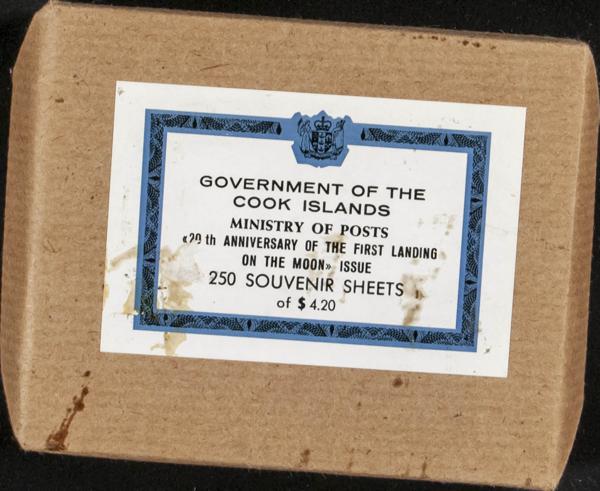 GOVERNMENT OF THE
COOK ISLANDS
MINISTRY OF POSTS
«20 th ANNIVERSARY OF THE FIRST LANDING
ON THE MOON» ISSUE
250 SOUVENIR SHEETS
of $ 4.20